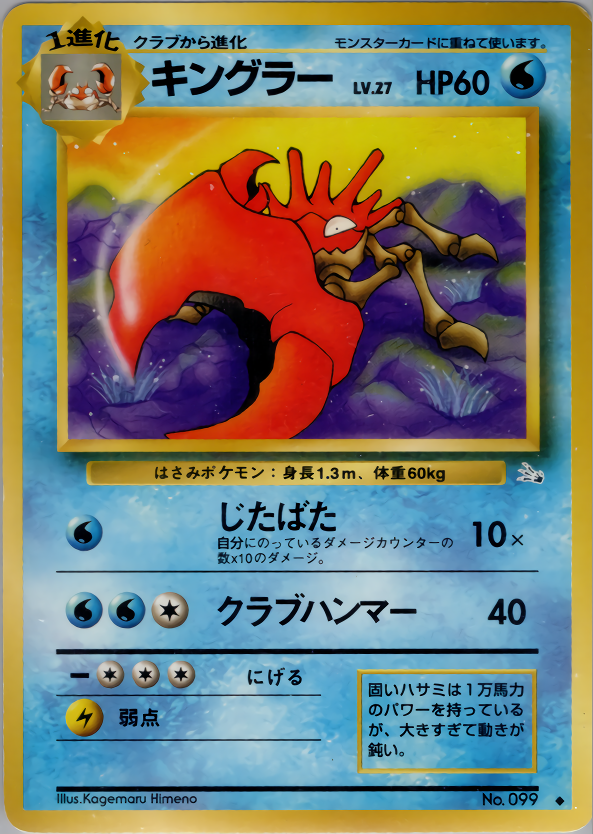 1進化 クラブから進化 モンスターカードに重ねて使います。
キングラー LV.27 HP60
はさみポケモン：身長1.3m、体重60kg
じたばた 10×
自分にのっているダメージカウンターの
数x10のダメージ。
クラブハンマー 40
ー にげる
弱点
固いハサミは１万馬力
のパワーを持っている
が、大きすぎて動きが
鈍い。
Illus.Kagemaru Himeno No.099